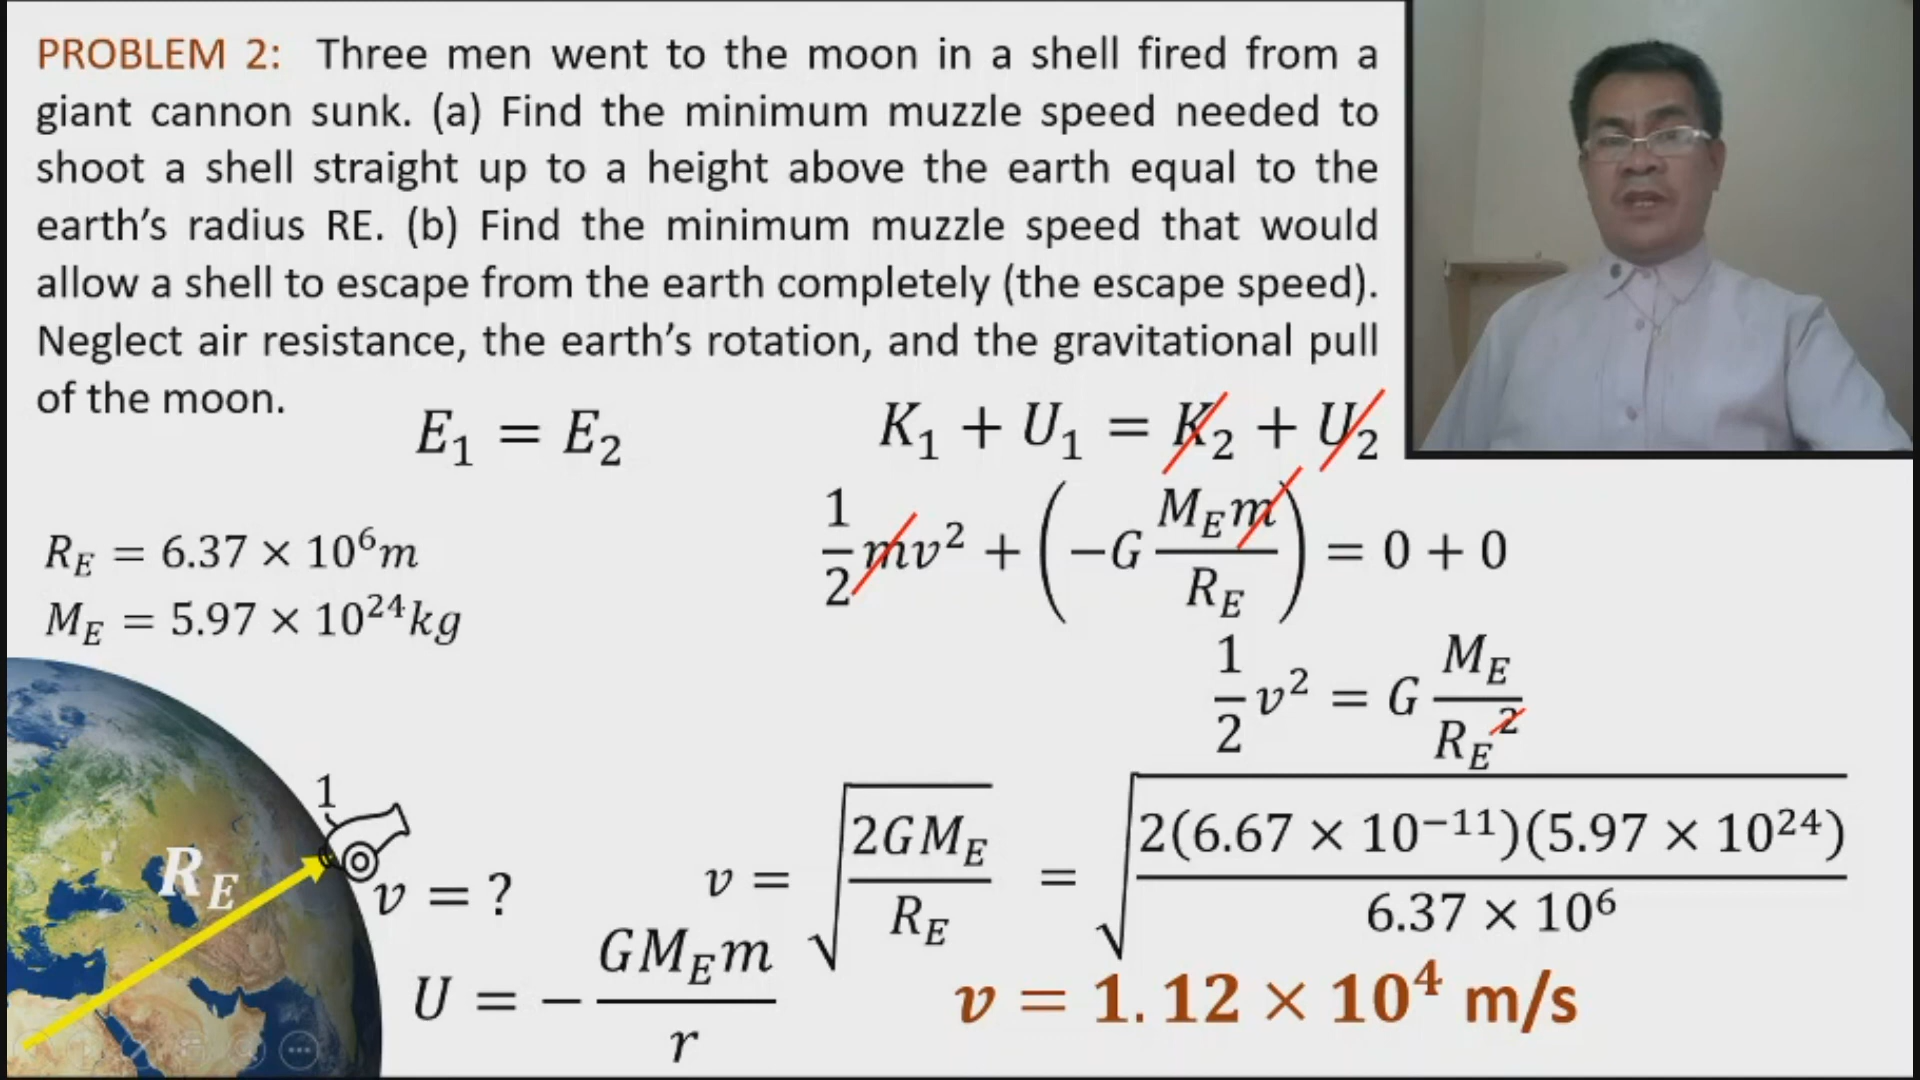 PROBLEM 2: Three men went to the moon in a shell fired from a
giant cannon sunk. (a) Find the minimum muzzle speed needed to
shoot a shell straight up to a height above the earth equal to the
earth's radius RE. (b) Find the minimum muzzle speed that would
allow a shell to escape from the earth completely (the escape speed).
Neglect air resistance, the earth's rotation, and the gravitational pull
of the moon.
E₁ = E₂
K₁ + U₁ = K₂ + U₂
½mv² + (−G M_E m / R_E) = 0 + 0
R_E = 6.37 × 10⁶m
M_E = 5.97 × 10²⁴kg
½v² = G M_E / R_E²
1
R_E
v = ?
v = √(2GM_E / R_E) = √(2(6.67 × 10⁻¹¹)(5.97 × 10²⁴) / 6.37 × 10⁶)
U = − GM_E m / r
v = 1.12 × 10⁴ m/s